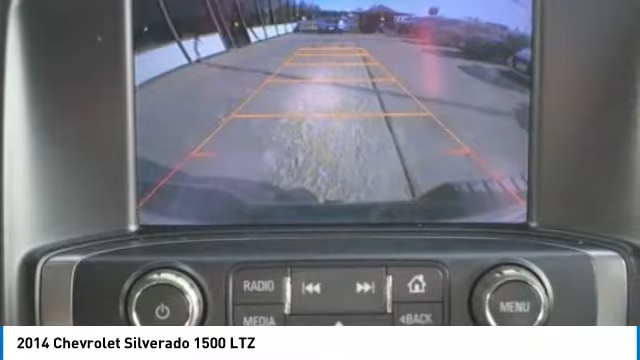 RADIO
MENU
MEDIA
BACK
2014 Chevrolet Silverado 1500 LTZ